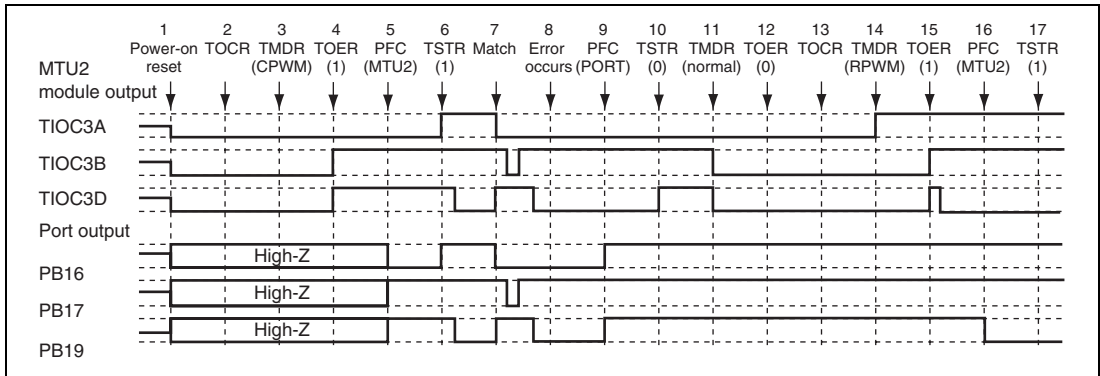 1 2 3 4 5 6 7 8 9 10 11 12 13 14 15 16 17
Power-on TOCR TMDR TOER PFC TSTR Match Error PFC TSTR TMDR TOER TOCR TMDR TOER PFC TSTR
reset (CPWM) (1) (MTU2) (1) occurs (PORT) (0) (normal) (0) (RPWM) (1) (MTU2) (1)
MTU2
module output
TIOC3A
TIOC3B
TIOC3D
Port output
High-Z
PB16
High-Z
PB17
High-Z
PB19